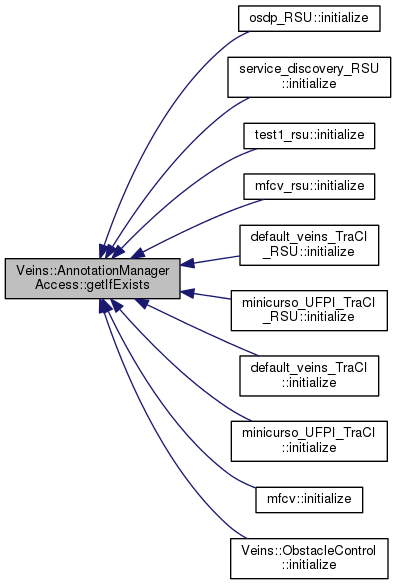 osdp_RSU::initialize
service_discovery_RSU
::initialize
test1_rsu::initialize
mfcv_rsu::initialize
default_veins_TraCI
_RSU::initialize
Veins::AnnotationManager
Access::getIfExists
minicurso_UFPI_TraCI
_RSU::initialize
default_veins_TraCI
::initialize
minicurso_UFPI_TraCI
::initialize
mfcv::initialize
Veins::ObstacleControl
::initialize